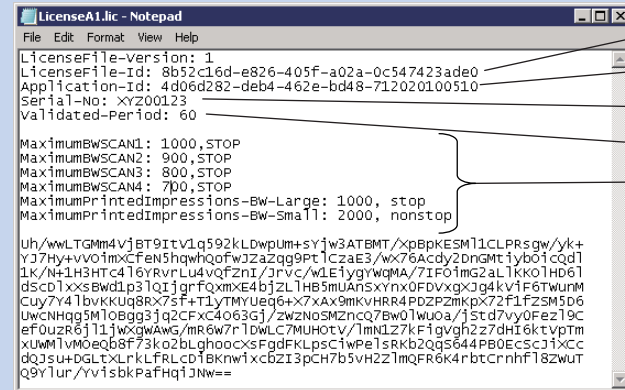 LicenseA1.lic - Notepad
File Edit Format View Help
LicenseFile-Version: 1
LicenseFile-Id: 8b52c16d-e826-405f-a02a-0c547423ade0
Application-Id: 4d06d282-deb4-462e-bd48-712020100510
Serial-No: XYZ00123
Validated-Period: 60
MaximumBWSCAN1: 1000,STOP
MaximumBWSCAN2: 900,STOP
MaximumBWSCAN3: 800,STOP
MaximumBWSCAN4: 700,STOP
MaximumPrintedImpressions-BW-Large: 1000, stop
MaximumPrintedImpressions-BW-Small: 2000, nonstop
Uh/wwLTGMm4VjBT9ItV1q592kLDwpUm+sYjw3ATBMT/XpBpKESMl1CLPRsgw/yk+
YJ7Hy+vVOimXCfeN5hqwhQofwJZaZqg9PtlCzaE3/wX76Acdy2DnGMtiyboicQdl
1K/N+1H3HTC4l6YRvrLu4vQfZnI/Jrvc/w1EiygYwqMA/7IFOimG2aLlKKOlHD6l
dScDlxXsBWd1p3lQIjgrfQxmXE4bjZLlHB5mUAnSxYnx0FDVxgXJg4kViF6TWunM
Cuy7Y4lbvKKUq8RX7sf+T1yTMYUeq6+X7xAx9mKvHRR4PDZPZmKpX72f1fZSM5D6
UwcNHqg5MlOBgg3jq2CFxC4O63Gj/zWzNoSMZncQ7Bw0lWuOa/jStd7vy0Fezl9C
ef0uzR6jl1jwXgWAwG/mR6W7rlDWLC7MUHOtV/lmN1Z7kFigVgh2z7dHI6ktVpTm
xUWMlvMOeQb8f73ko2bLghoocXsFgdFKLpsCiwPelsRKb2QqS644PB0EcScJiXCc
dQJsu+DGLtXLrkLfRLcDiBKnwixcbZI3pCH7b5vH2ZlmQFR6K4rbtCrnhfl8ZWuT
Q9Ylur/YvisbkPafHqiJNw==